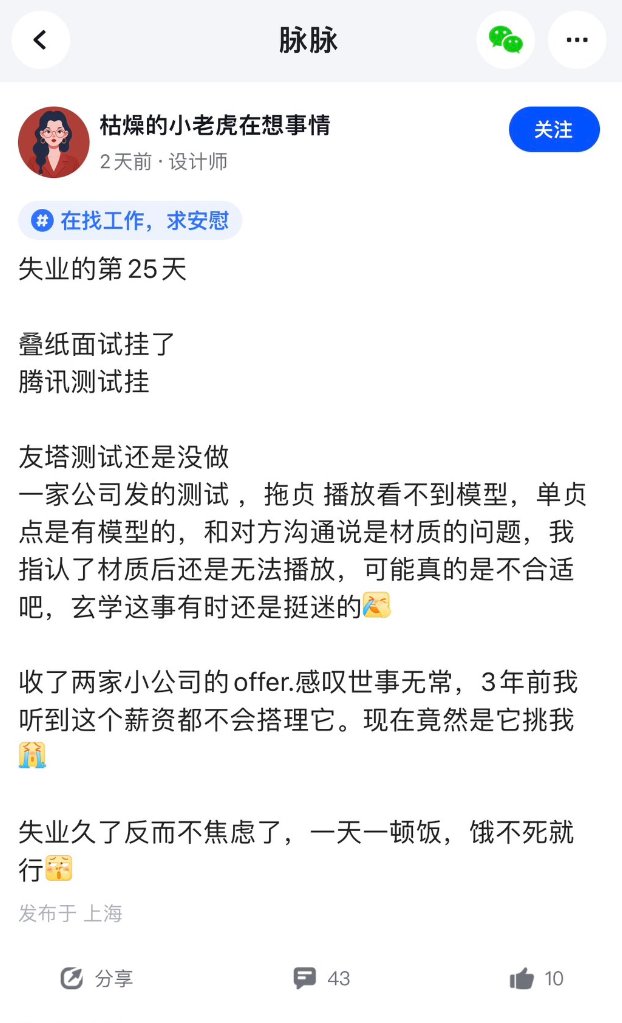 脉脉
枯燥的小老虎在想事情
2天前 · 设计师
关注
# 在找工作，求安慰
失业的第25天
叠纸面试挂了
腾讯测试挂
友塔测试还是没做
一家公司发的测试 ，拖贞 播放看不到模型，单贞
点是有模型的，和对方沟通说是材质的问题，我
指认了材质后还是无法播放，可能真的是不合适
吧，玄学这事有时还是挺迷的
收了两家小公司的offer.感叹世事无常，3年前我
听到这个薪资都不会搭理它。现在竟然是它挑我
失业久了反而不焦虑了，一天一顿饭，饿不死就
行
发布于 上海
分享
43
10